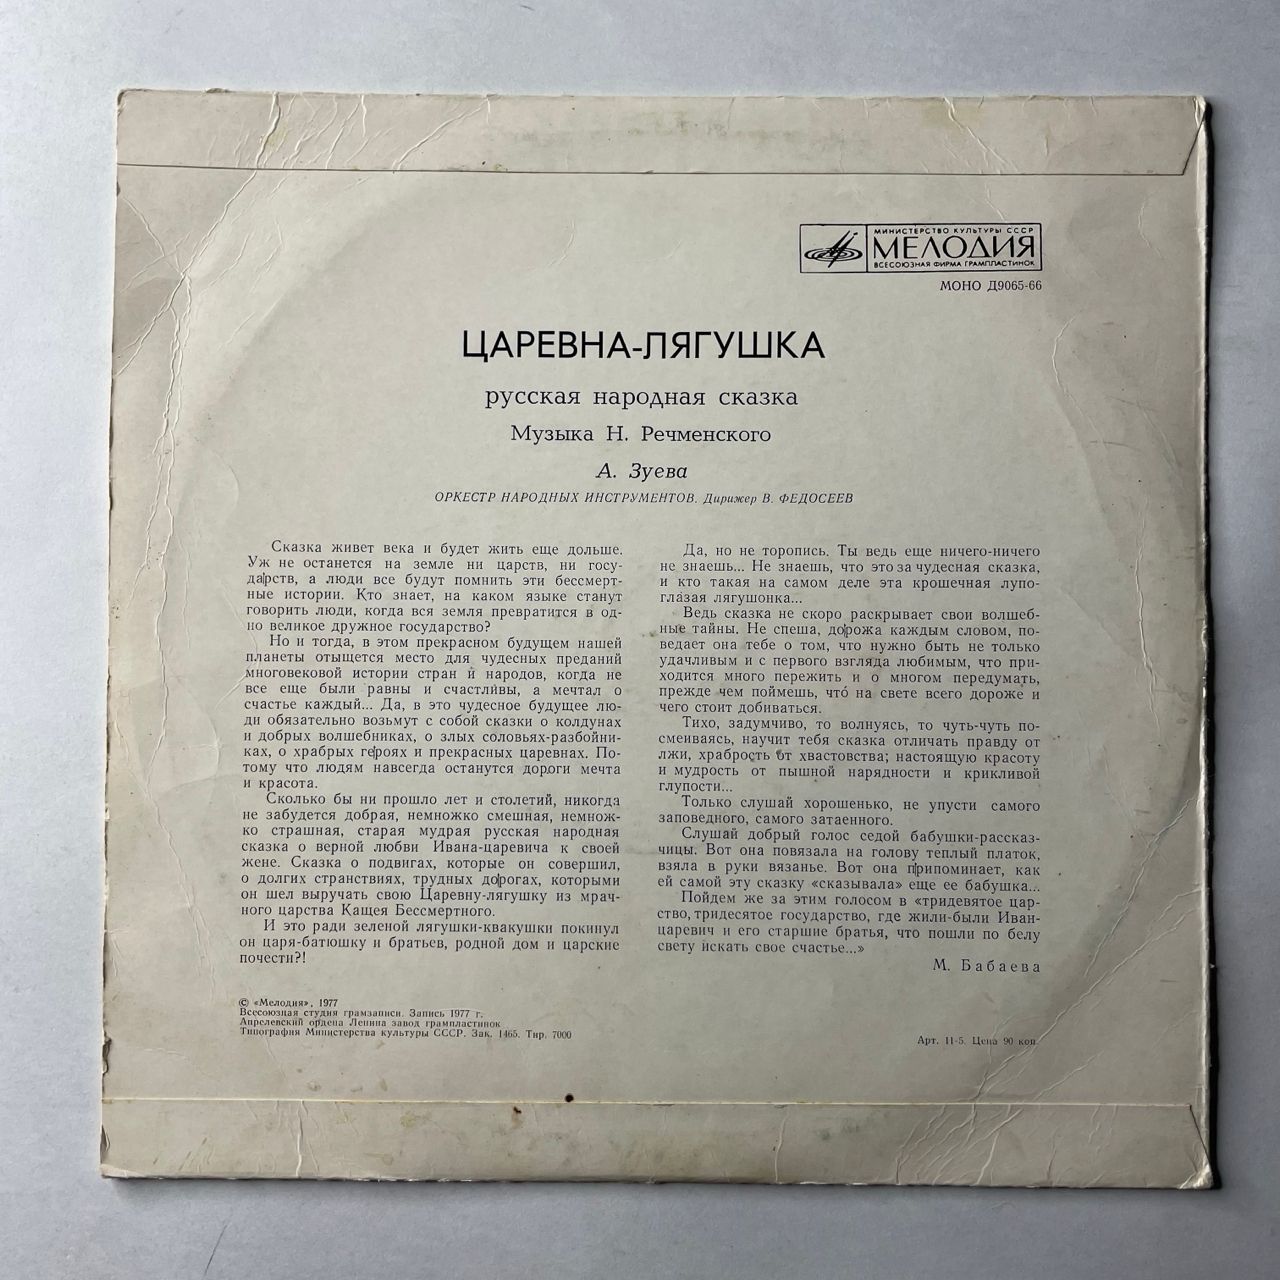 МИНИСТЕРСТВО КУЛЬТУРЫ СССР
МЕЛОДИЯ
ВСЕСОЮЗНАЯ ФИРМА ГРАМПЛАСТИНОК
МОНО Д9065-66
ЦАРЕВНА-ЛЯГУШКА
русская народная сказка
Музыка Н. Речменского
А. Зуева
ОРКЕСТР НАРОДНЫХ ИНСТРУМЕНТОВ. Дирижер В. ФЕДОСЕЕВ
Сказка живет века и будет жить еще дольше.
Уж не останется на земле ни царств, ни госу-
дарств, а люди все будут помнить эти бессмерт-
ные истории. Кто знает, на каком языке станут
говорить люди, когда вся земля превратится в од-
но великое дружное государство?
Но и тогда, в этом прекрасном будущем нашей
планеты отыщется место для чудесных преданий
многовековой истории стран и народов, когда не
все еще были равны и счастливы, а мечтал о
счастье каждый... Да, в это чудесное будущее лю-
ди обязательно возьмут с собой сказки о колдунах
и добрых волшебниках, о злых соловьях-разбойни-
ках, о храбрых героях и прекрасных царевнах. По-
тому что людям навсегда останутся дороги мечта
и красота.
Сколько бы ни прошло лет и столетий, никогда
не забудется добрая, немножко смешная, немнож-
ко страшная, старая мудрая русская народная
сказка о верной любви Ивана-царевича к своей
жене. Сказка о подвигах, которые он совершил,
о долгих странствиях, трудных дорогах, которыми
он шел выручать свою Царевну-лягушку из мрач-
ного царства Кащея Бессмертного.
И это ради зеленой лягушки-квакушки покинул
он царя-батюшку и братьев, родной дом и царские
почести?!
Да, но не торопись. Ты ведь еще ничего-ничего
не знаешь... Не знаешь, что это за чудесная сказка,
и кто такая на самом деле эта крошечная лупо-
глазая лягушонка...
Ведь сказка не скоро раскрывает свои волшеб-
ные тайны. Не спеша, дорожа каждым словом, по-
ведает она тебе о том, что нужно быть не только
удачливым и с первого взгляда любимым, что при-
ходится много пережить и о многом передумать,
прежде чем поймешь, что́ на свете всего дороже и
чего стоит добиваться.
Тихо, задумчиво, то волнуясь, то чуть-чуть по-
смеиваясь, научит тебя сказка отличать правду от
лжи, храбрость от хвастовства; настоящую красоту
и мудрость от пышной нарядности и крикливой
глупости...
Только слушай хорошенько, не упусти самого
заповедного, самого затаенного.
Слушай добрый голос седой бабушки-рассказ-
чицы. Вот она повязала на голову теплый платок,
взяла в руки вязанье. Вот она припоминает, как
ей самой эту сказку «сказывала» еще ее бабушка...
Пойдем же за этим голосом в «тридевятое цар-
ство, тридесятое государство, где жили-были Иван-
царевич и его старшие братья, что пошли по белу
свету искать свое счастье...»
М. Бабаева
© «Мелодия», 1977
Всесоюзная студия грамзаписи. Запись 1977 г.
Апрелевский ордена Ленина завод грампластинок
Типография Министерства культуры СССР. Зак. 1465. Тир. 7000
Арт. 11-5. Цена 90 коп.